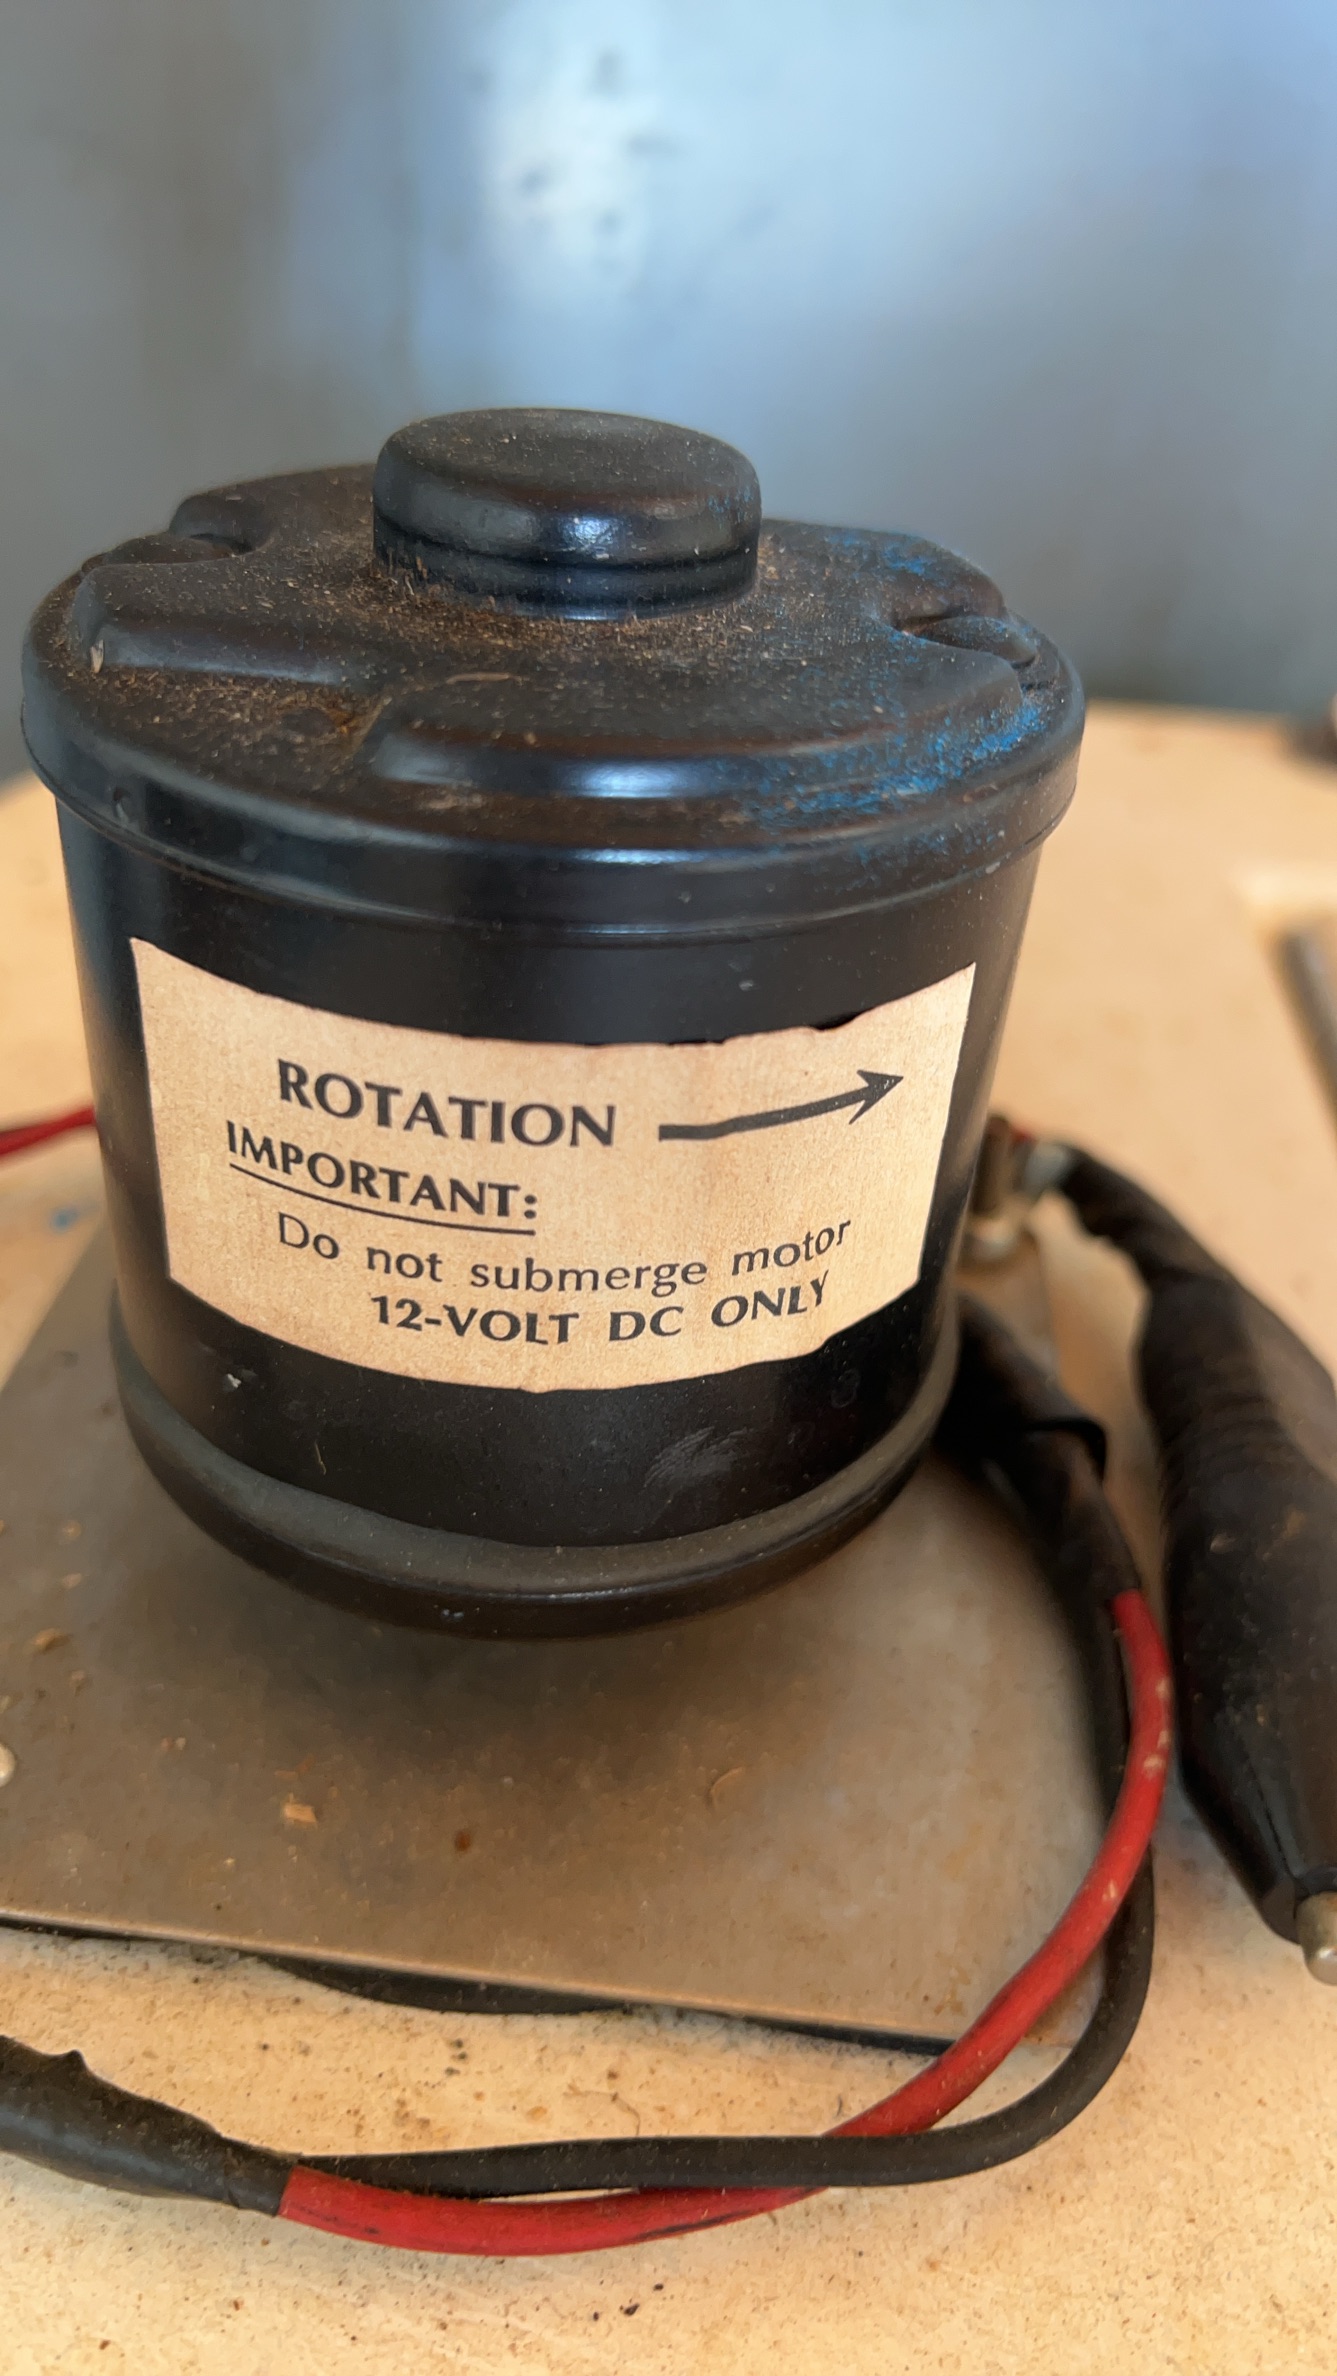 ROTATION
IMPORTANT:
Do not submerge motor
12-VOLT DC ONLY